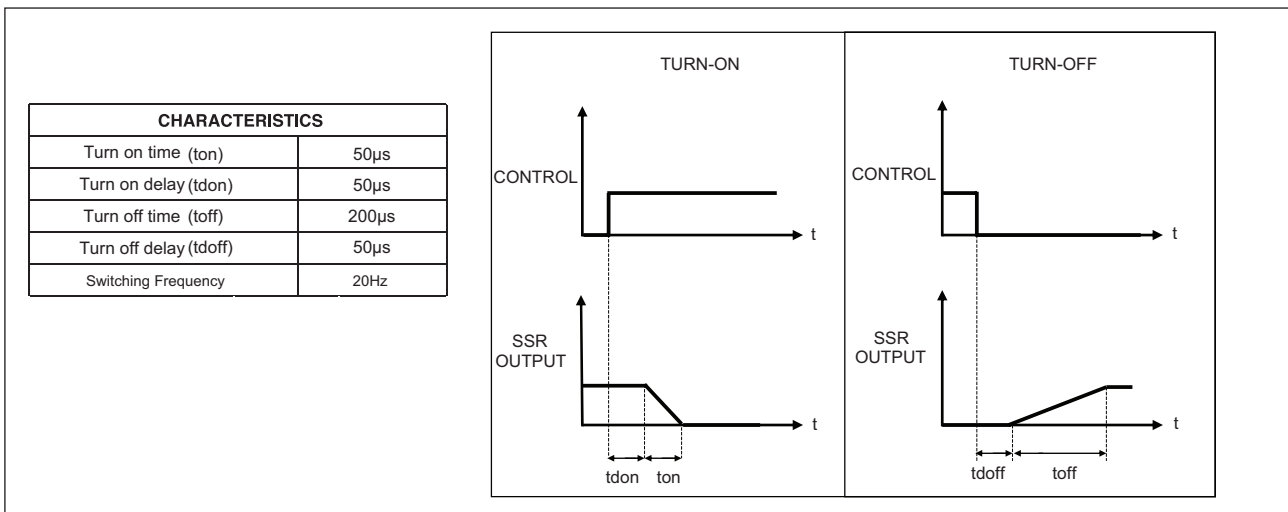 CHARACTERISTICS
Turn on time (ton) 50µs
Turn on delay (tdon) 50µs
Turn off time (toff) 200µs
Turn off delay (tdoff) 50µs
Switching Frequency 20Hz
TURN-ON
CONTROL
t
SSR
OUTPUT
t
tdon ton
TURN-OFF
CONTROL
t
SSR
OUTPUT
t
tdoff toff